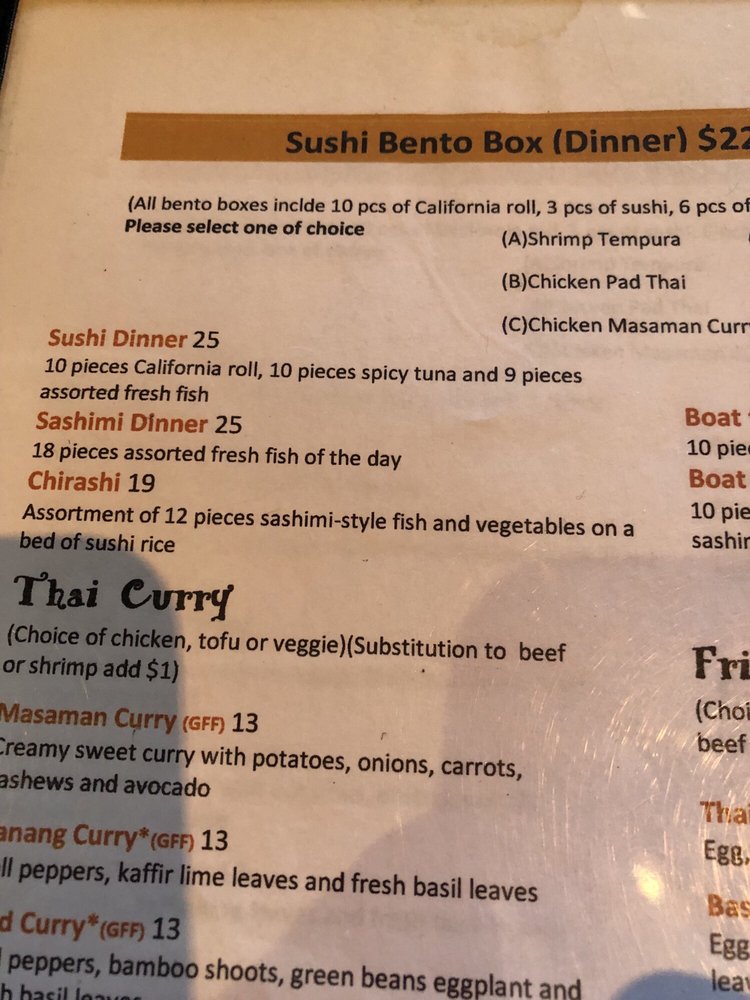 Sushi Bento Box (Dinner) $22
(All bento boxes inclde 10 pcs of California roll, 3 pcs of sushi, 6 pcs of
Please select one of choice
(A)Shrimp Tempura
(B)Chicken Pad Thai
(C)Chicken Masaman Curr
Sushi Dinner 25
10 pieces California roll, 10 pieces spicy tuna and 9 pieces
assorted fresh fish
Sashimi Dinner 25
18 pieces assorted fresh fish of the day
Chirashi 19
Assortment of 12 pieces sashimi-style fish and vegetables on a
bed of sushi rice
Boat
10 pie
Boat
10 pie
sashi
Thai Curry
(Choice of chicken, tofu or veggie)(Substitution to beef
or shrimp add $1)
Masaman Curry (GFF) 13
Creamy sweet curry with potatoes, onions, carrots,
ashews and avocado
anang Curry*(GFF) 13
ll peppers, kaffir lime leaves and fresh basil leaves
d Curry*(GFF) 13
peppers, bamboo shoots, green beans eggplant and
h basil leaves
Fri
(Choi
beef
Thai
Egg,
Bas
Egg
leav